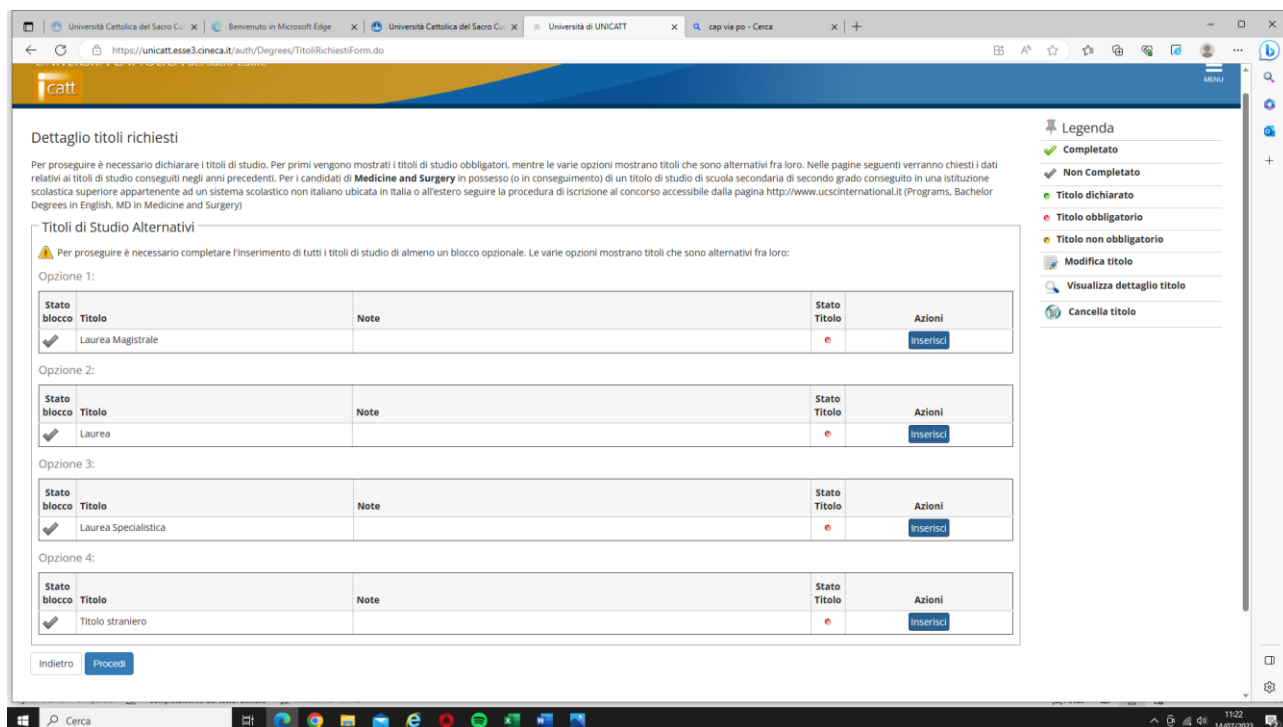 Università Cattolica del Sacro Cu
Benvenuto in Microsoft Edge
Università Cattolica del Sacro Cu
Università di UNICATT
cap via po - Cerca
https://unicatt.esse3.cineca.it/auth/Degrees/TitoliRichiestiForm.do
icatt
MENU
Dettaglio titoli richiesti
Per proseguire è necessario dichiarare i titoli di studio. Per primi vengono mostrati i titoli di studio obbligatori, mentre le varie opzioni mostrano titoli che sono alternativi fra loro. Nelle pagine seguenti verranno chiesti i dati
relativi ai titoli di studio conseguiti negli anni precedenti. Per i candidati di Medicine and Surgery in possesso (o in conseguimento) di un titolo di studio di scuola secondaria di secondo grado conseguito in una istituzione
scolastica superiore appartenente ad un sistema scolastico non italiano ubicata in Italia o all'estero seguire la procedura di iscrizione al concorso accessibile dalla pagina http://www.ucscinternational.it (Programs, Bachelor
Degrees in English, MD in Medicine and Surgery)
Titoli di Studio Alternativi
Per proseguire è necessario completare l'inserimento di tutti i titoli di studio di almeno un blocco opzionale. Le varie opzioni mostrano titoli che sono alternativi fra loro:
Opzione 1:
Stato blocco Titolo Note Stato Titolo Azioni
Laurea Magistrale Inserisci
Opzione 2:
Stato blocco Titolo Note Stato Titolo Azioni
Laurea Inserisci
Opzione 3:
Stato blocco Titolo Note Stato Titolo Azioni
Laurea Specialistica Inserisci
Opzione 4:
Stato blocco Titolo Note Stato Titolo Azioni
Titolo straniero Inserisci
Indietro Procedi
Legenda
Completato
Non Completato
Titolo dichiarato
Titolo obbligatorio
Titolo non obbligatorio
Modifica titolo
Visualizza dettaglio titolo
Cancella titolo
Cerca
11:22
14/07/2023